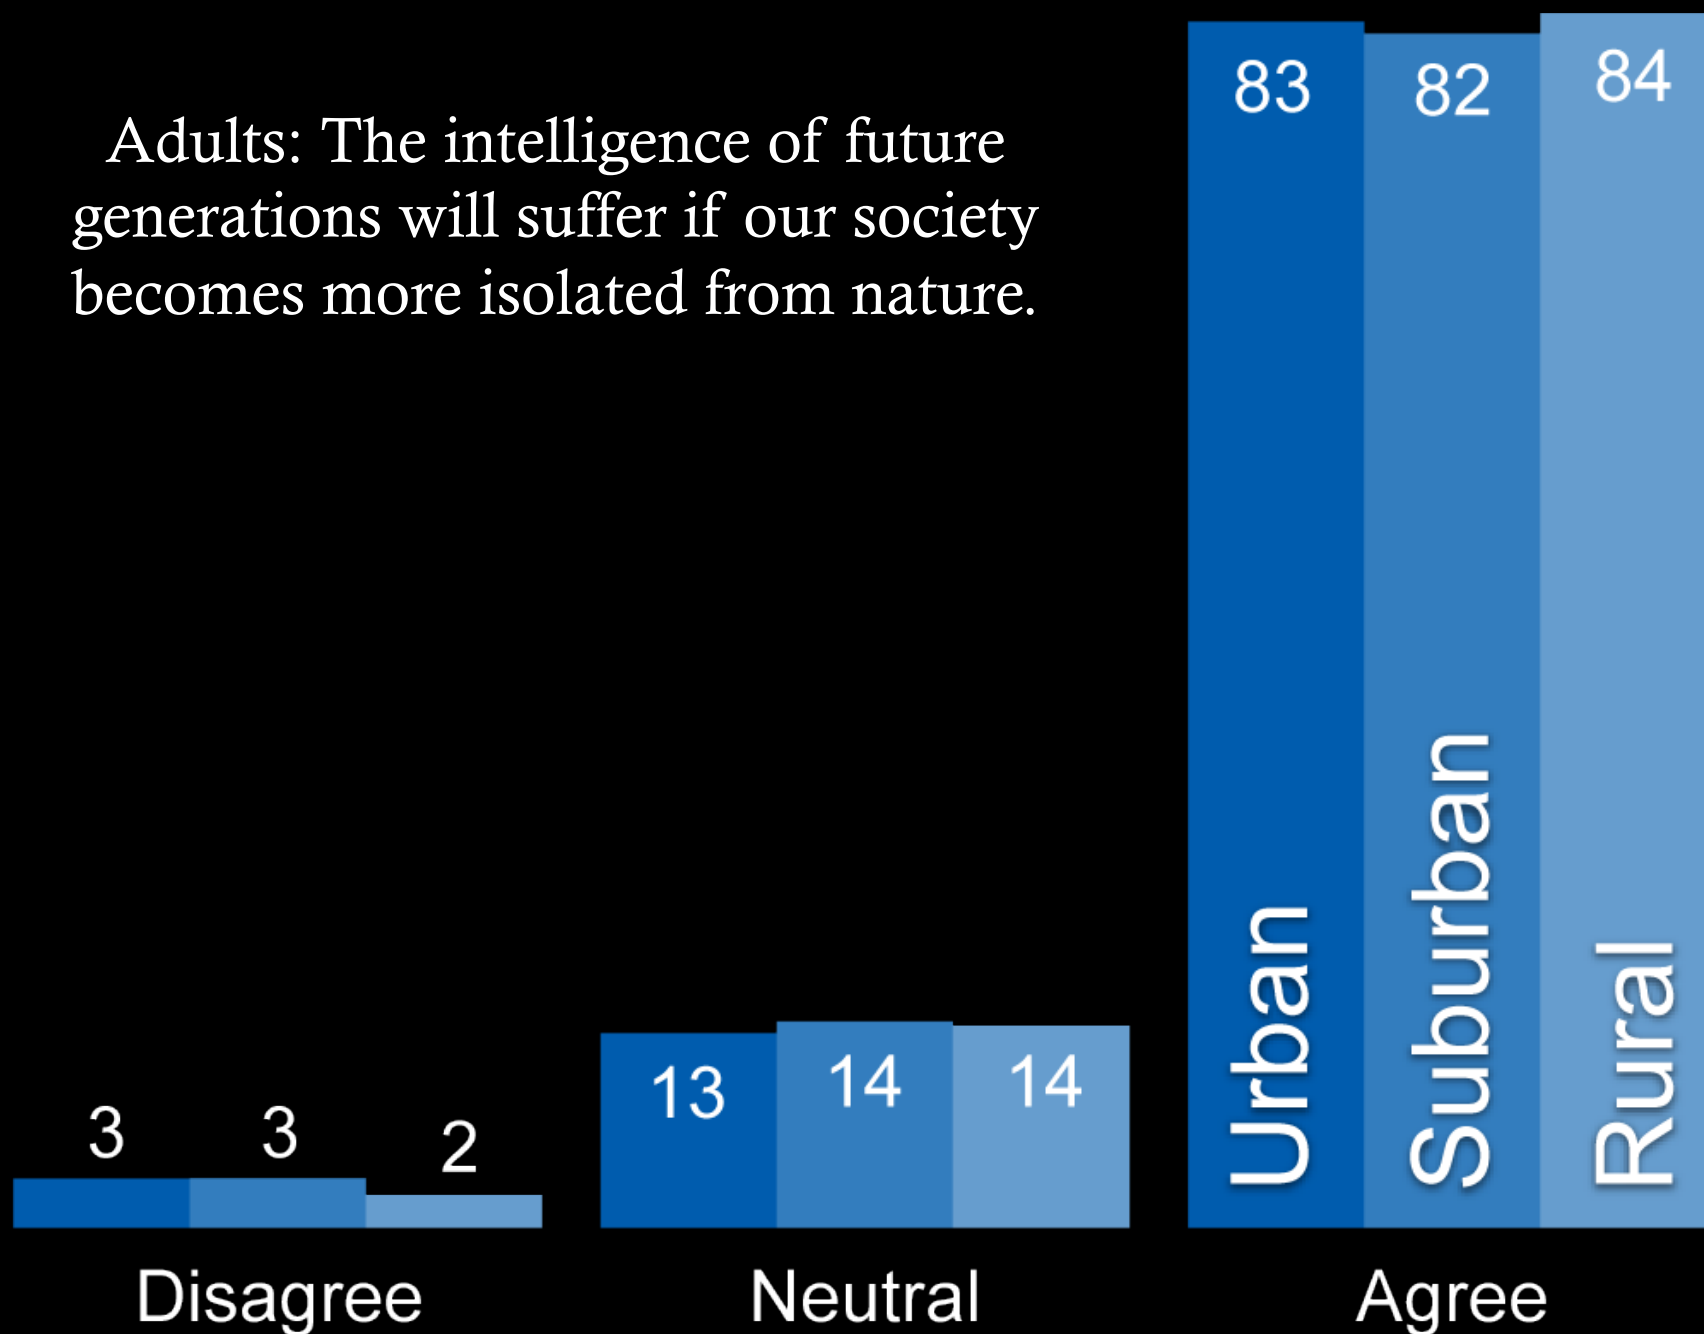 Adults: The intelligence of future
generations will suffer if our society
becomes more isolated from nature.
83 82 84
3 3 2
13 14 14
Urban
Suburban
Rural
Disagree Neutral Agree